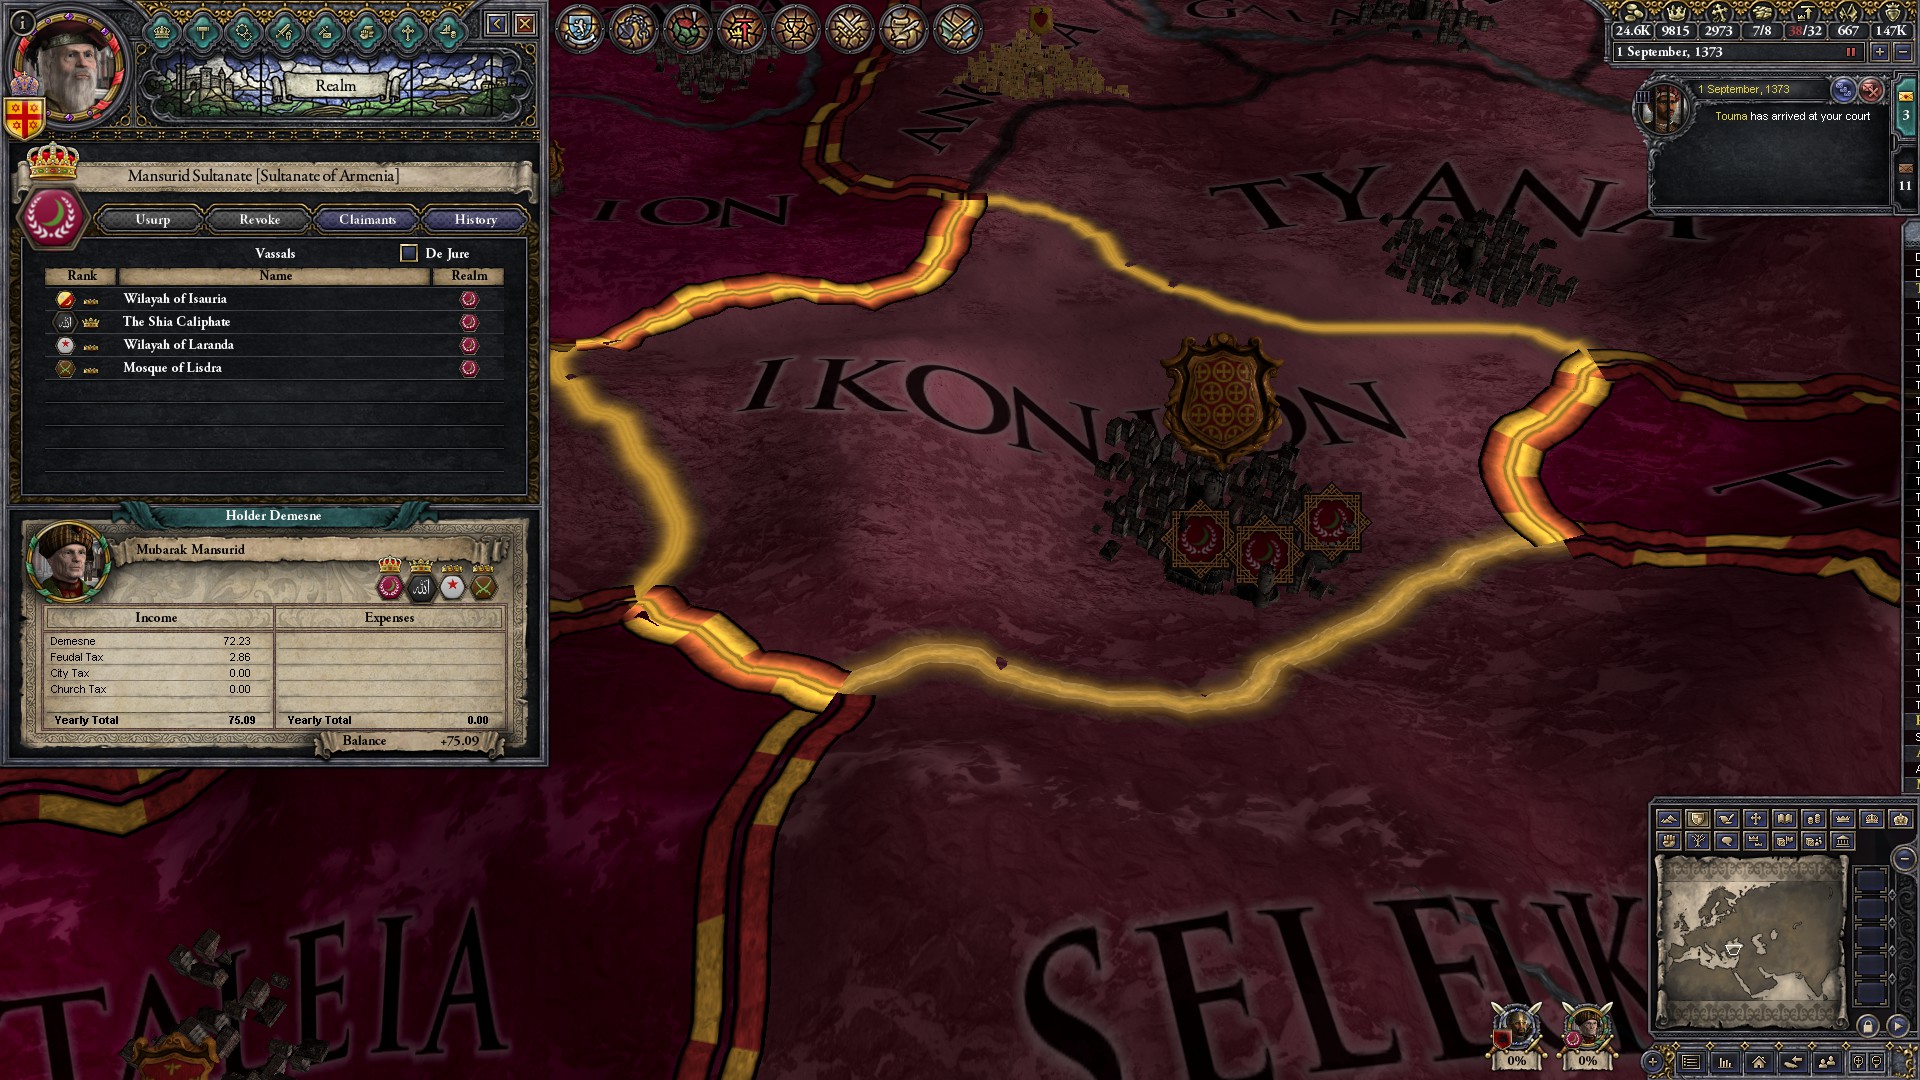 Realm
Mansurid Sultanate [Sultanate of Armenia]
Usurp
Revoke
Claimants
History
Vassals
De Jure
Rank
Name
Realm
Wilayah of Isauria
The Shia Caliphate
Wilayah of Laranda
Mosque of Lisdra
Holder Demesne
Mubarak Mansurid
Income
Expenses
Demesne 72.23
Feudal Tax 2.86
City Tax 0.00
Church Tax 0.00
Yearly Total 75.09
Yearly Total 0.00
Balance +75.09
24.6K 9815 2973 7/8 38/32 667 147K
1 September, 1373
1 September, 1373
Touma has arrived at your court
3
11
GALA
TYANA
ION
IKONION
TALEIA
SELEUK
0%
0%